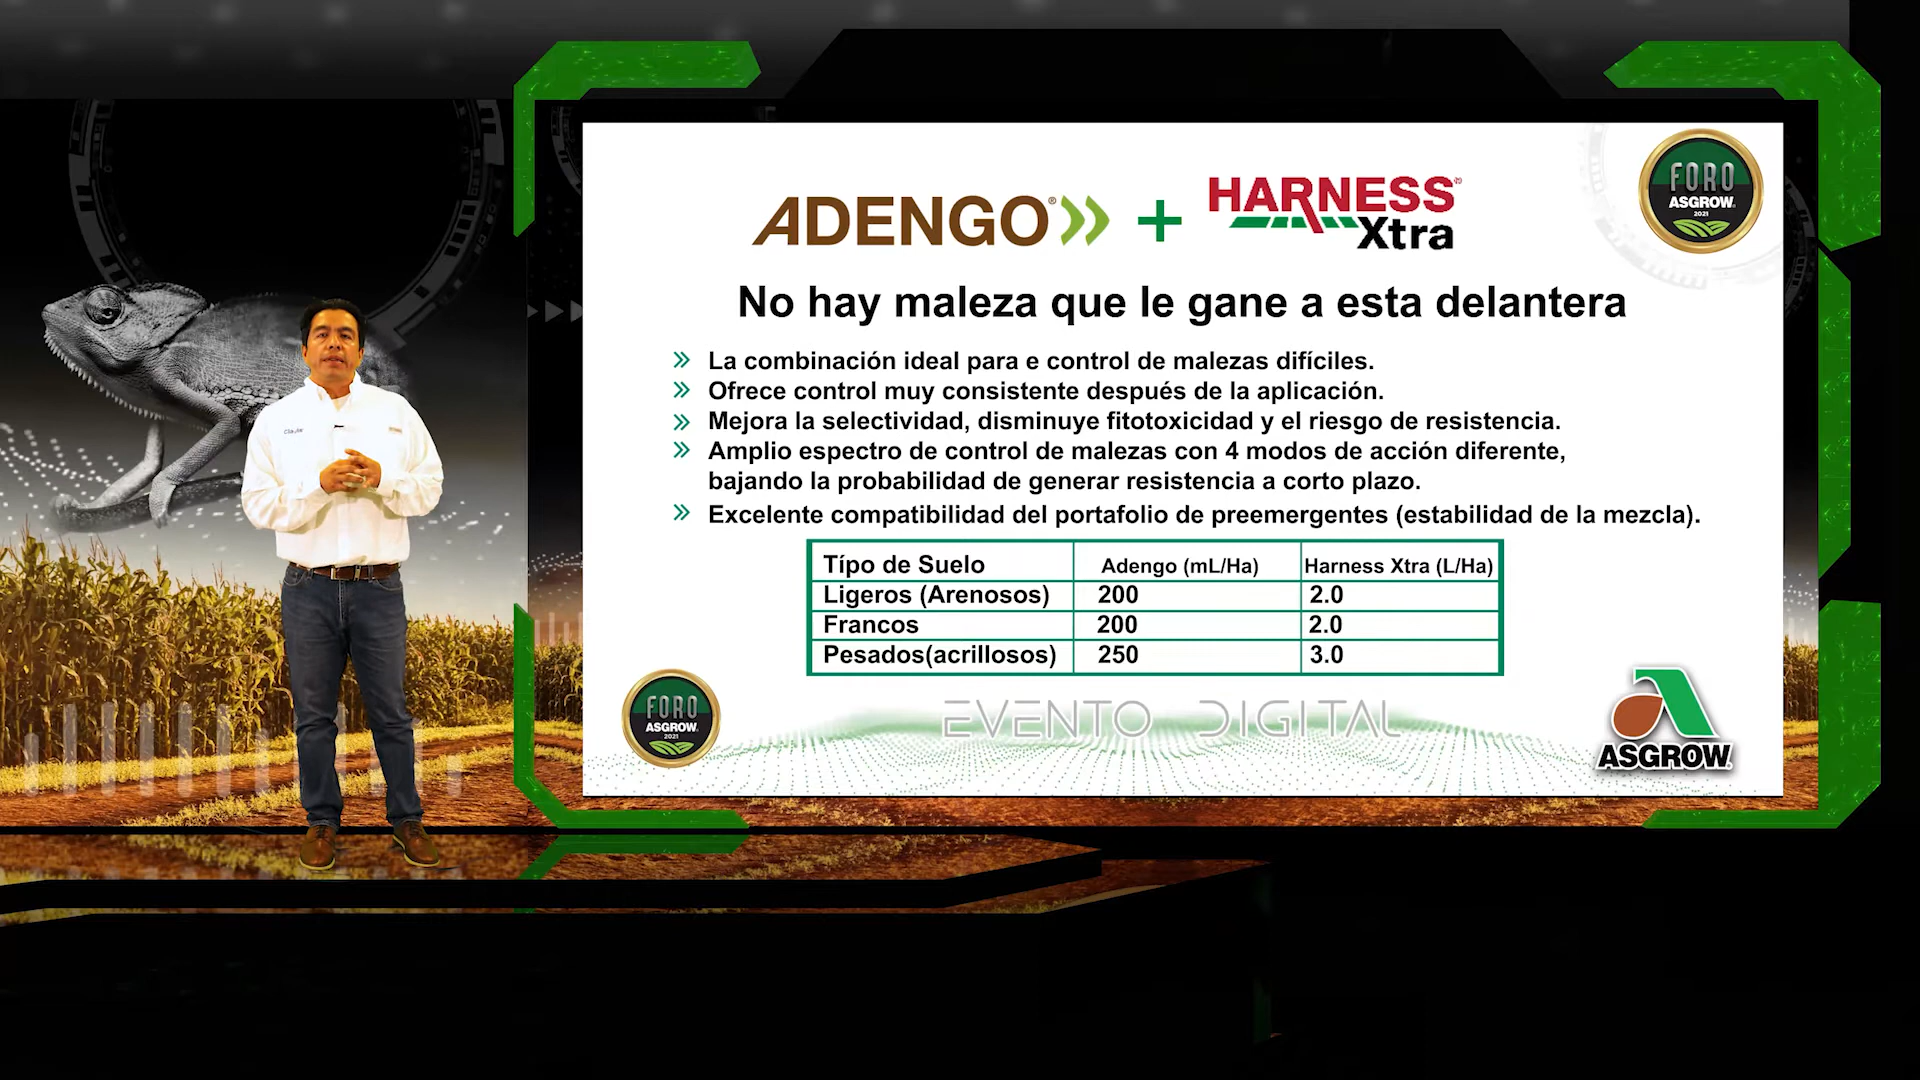 ADENGO® + HARNESS®
Xtra
FORO
ASGROW
2021
No hay maleza que le gane a esta delantera
» La combinación ideal para e control de malezas difíciles.
» Ofrece control muy consistente después de la aplicación.
» Mejora la selectividad, disminuye fitotoxicidad y el riesgo de resistencia.
» Amplio espectro de control de malezas con 4 modos de acción diferente,
bajando la probabilidad de generar resistencia a corto plazo.
» Excelente compatibilidad del portafolio de preemergentes (estabilidad de la mezcla).
Típo de Suelo Adengo (mL/Ha) Harness Xtra (L/Ha)
Ligeros (Arenosos) 200 2.0
Francos 200 2.0
Pesados(acrillosos) 250 3.0
FORO
ASGROW
2021
EVENTO DIGITAL
ASGROW